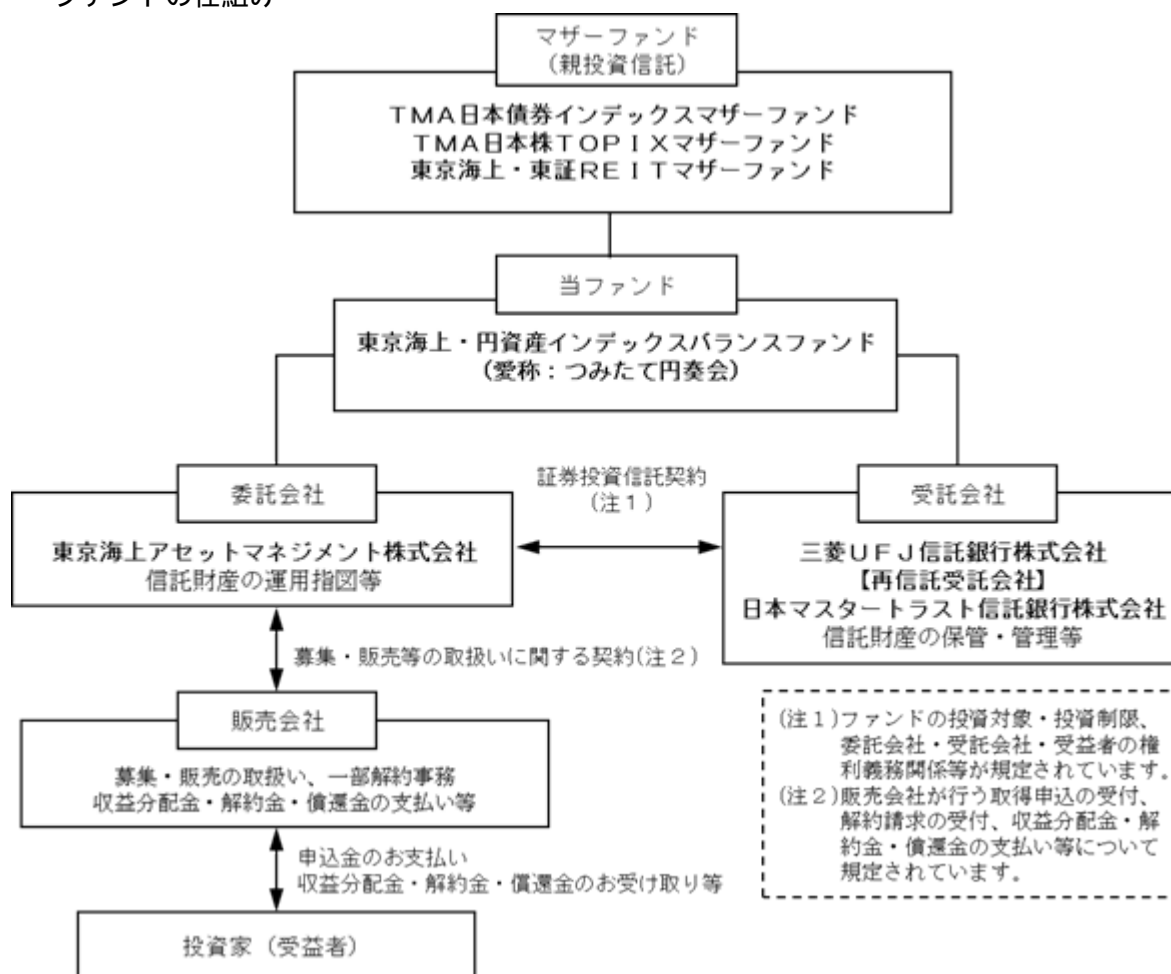 ファンドの仕組み
マザーファンド
(親投資信託)
ＴＭＡ日本債券インデックスマザーファンド
ＴＭＡ日本株ＴＯＰＩＸマザーファンド
東京海上・東証ＲＥＩＴマザーファンド
当ファンド
東京海上・円資産インデックスバランスファンド
(愛称：つみたて円奏会)
委託会社
東京海上アセットマネジメント株式会社
信託財産の運用指図等
証券投資信託契約
(注１)
受託会社
三菱ＵＦＪ信託銀行株式会社
【再信託受託会社】
日本マスタートラスト信託銀行株式会社
信託財産の保管・管理等
募集・販売等の取扱いに関する契約(注２)
販売会社
募集・販売の取扱い、一部解約事務
収益分配金・解約金・償還金の支払い等
申込金のお支払い
収益分配金・解約金・償還金のお受け取り等
投資家（受益者）
(注１)ファンドの投資対象・投資制限、
委託会社・受託会社・受益者の権
利義務関係等が規定されています。
(注２)販売会社が行う取得申込の受付、
解約請求の受付、収益分配金・解
約金・償還金の支払い等について
規定されています。